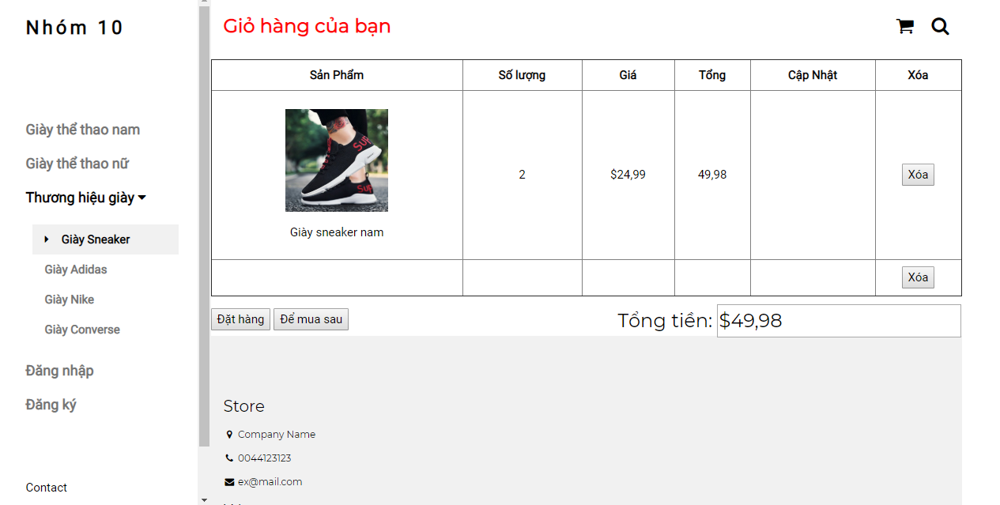 Nhóm 10
Giày thể thao nam
Giày thể thao nữ
Thương hiệu giày
Giày Sneaker
Giày Adidas
Giày Nike
Giày Converse
Đăng nhập
Đăng ký
Contact
Giỏ hàng của bạn
Sản Phẩm Số lượng Giá Tổng Cập Nhật Xóa
Sup
Sup
2 $24,99 49,98 Xóa
Giày sneaker nam
Xóa
Đặt hàng Để mua sau Tổng tiền: $49,98
Store
Company Name
0044123123
ex@mail.com